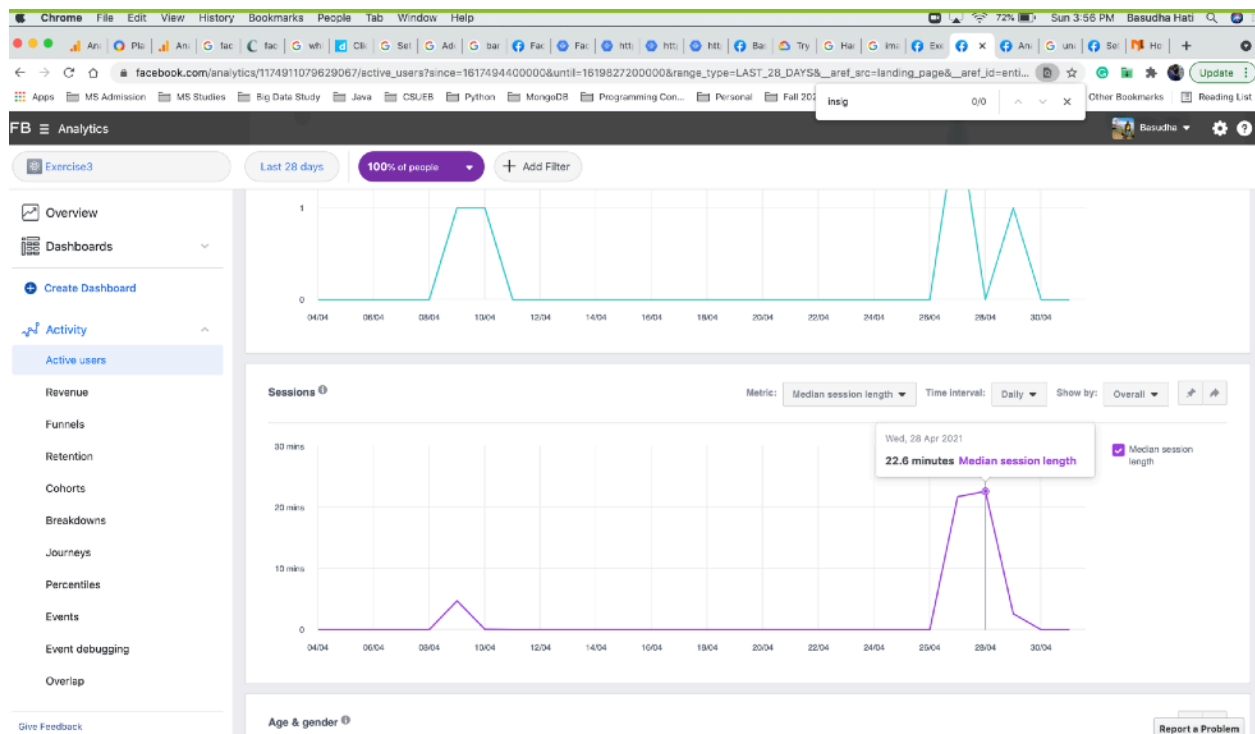 Chrome File Edit View History Bookmarks People Tab Window Help 72% Sun 3:56 PM Basudha Hati
facebook.com/analytics/1174911079629067/active_users?since=1617494400000&until=1619827200000&range_type=LAST_28_DAYS&__aref_src=landing_page&__aref_id=enti... Update
Apps MS Admission MS Studies Big Data Study Java CSUEB Python MongoDB Programming Con... Personal Fall 202 Other Bookmarks Reading List
insig 0/0
FB Analytics Basudha
Exercise3 Last 28 days 100% of people + Add Filter
Overview
Dashboards
Create Dashboard
Activity
Active users
Revenue
Funnels
Retention
Cohorts
Breakdowns
Journeys
Percentiles
Events
Event debugging
Overlap
Give Feedback
1
0
04/04 06/04 08/04 10/04 12/04 14/04 16/04 18/04 20/04 22/04 24/04 26/04 28/04 30/04
Sessions Metric: Median session length Time interval: Daily Show by: Overall
Wed, 28 Apr 2021
22.6 minutes Median session length
Median session
length
30 mins
20 mins
10 mins
0
04/04 06/04 08/04 10/04 12/04 14/04 16/04 18/04 20/04 22/04 24/04 26/04 28/04 30/04
Age & gender
Report a Problem